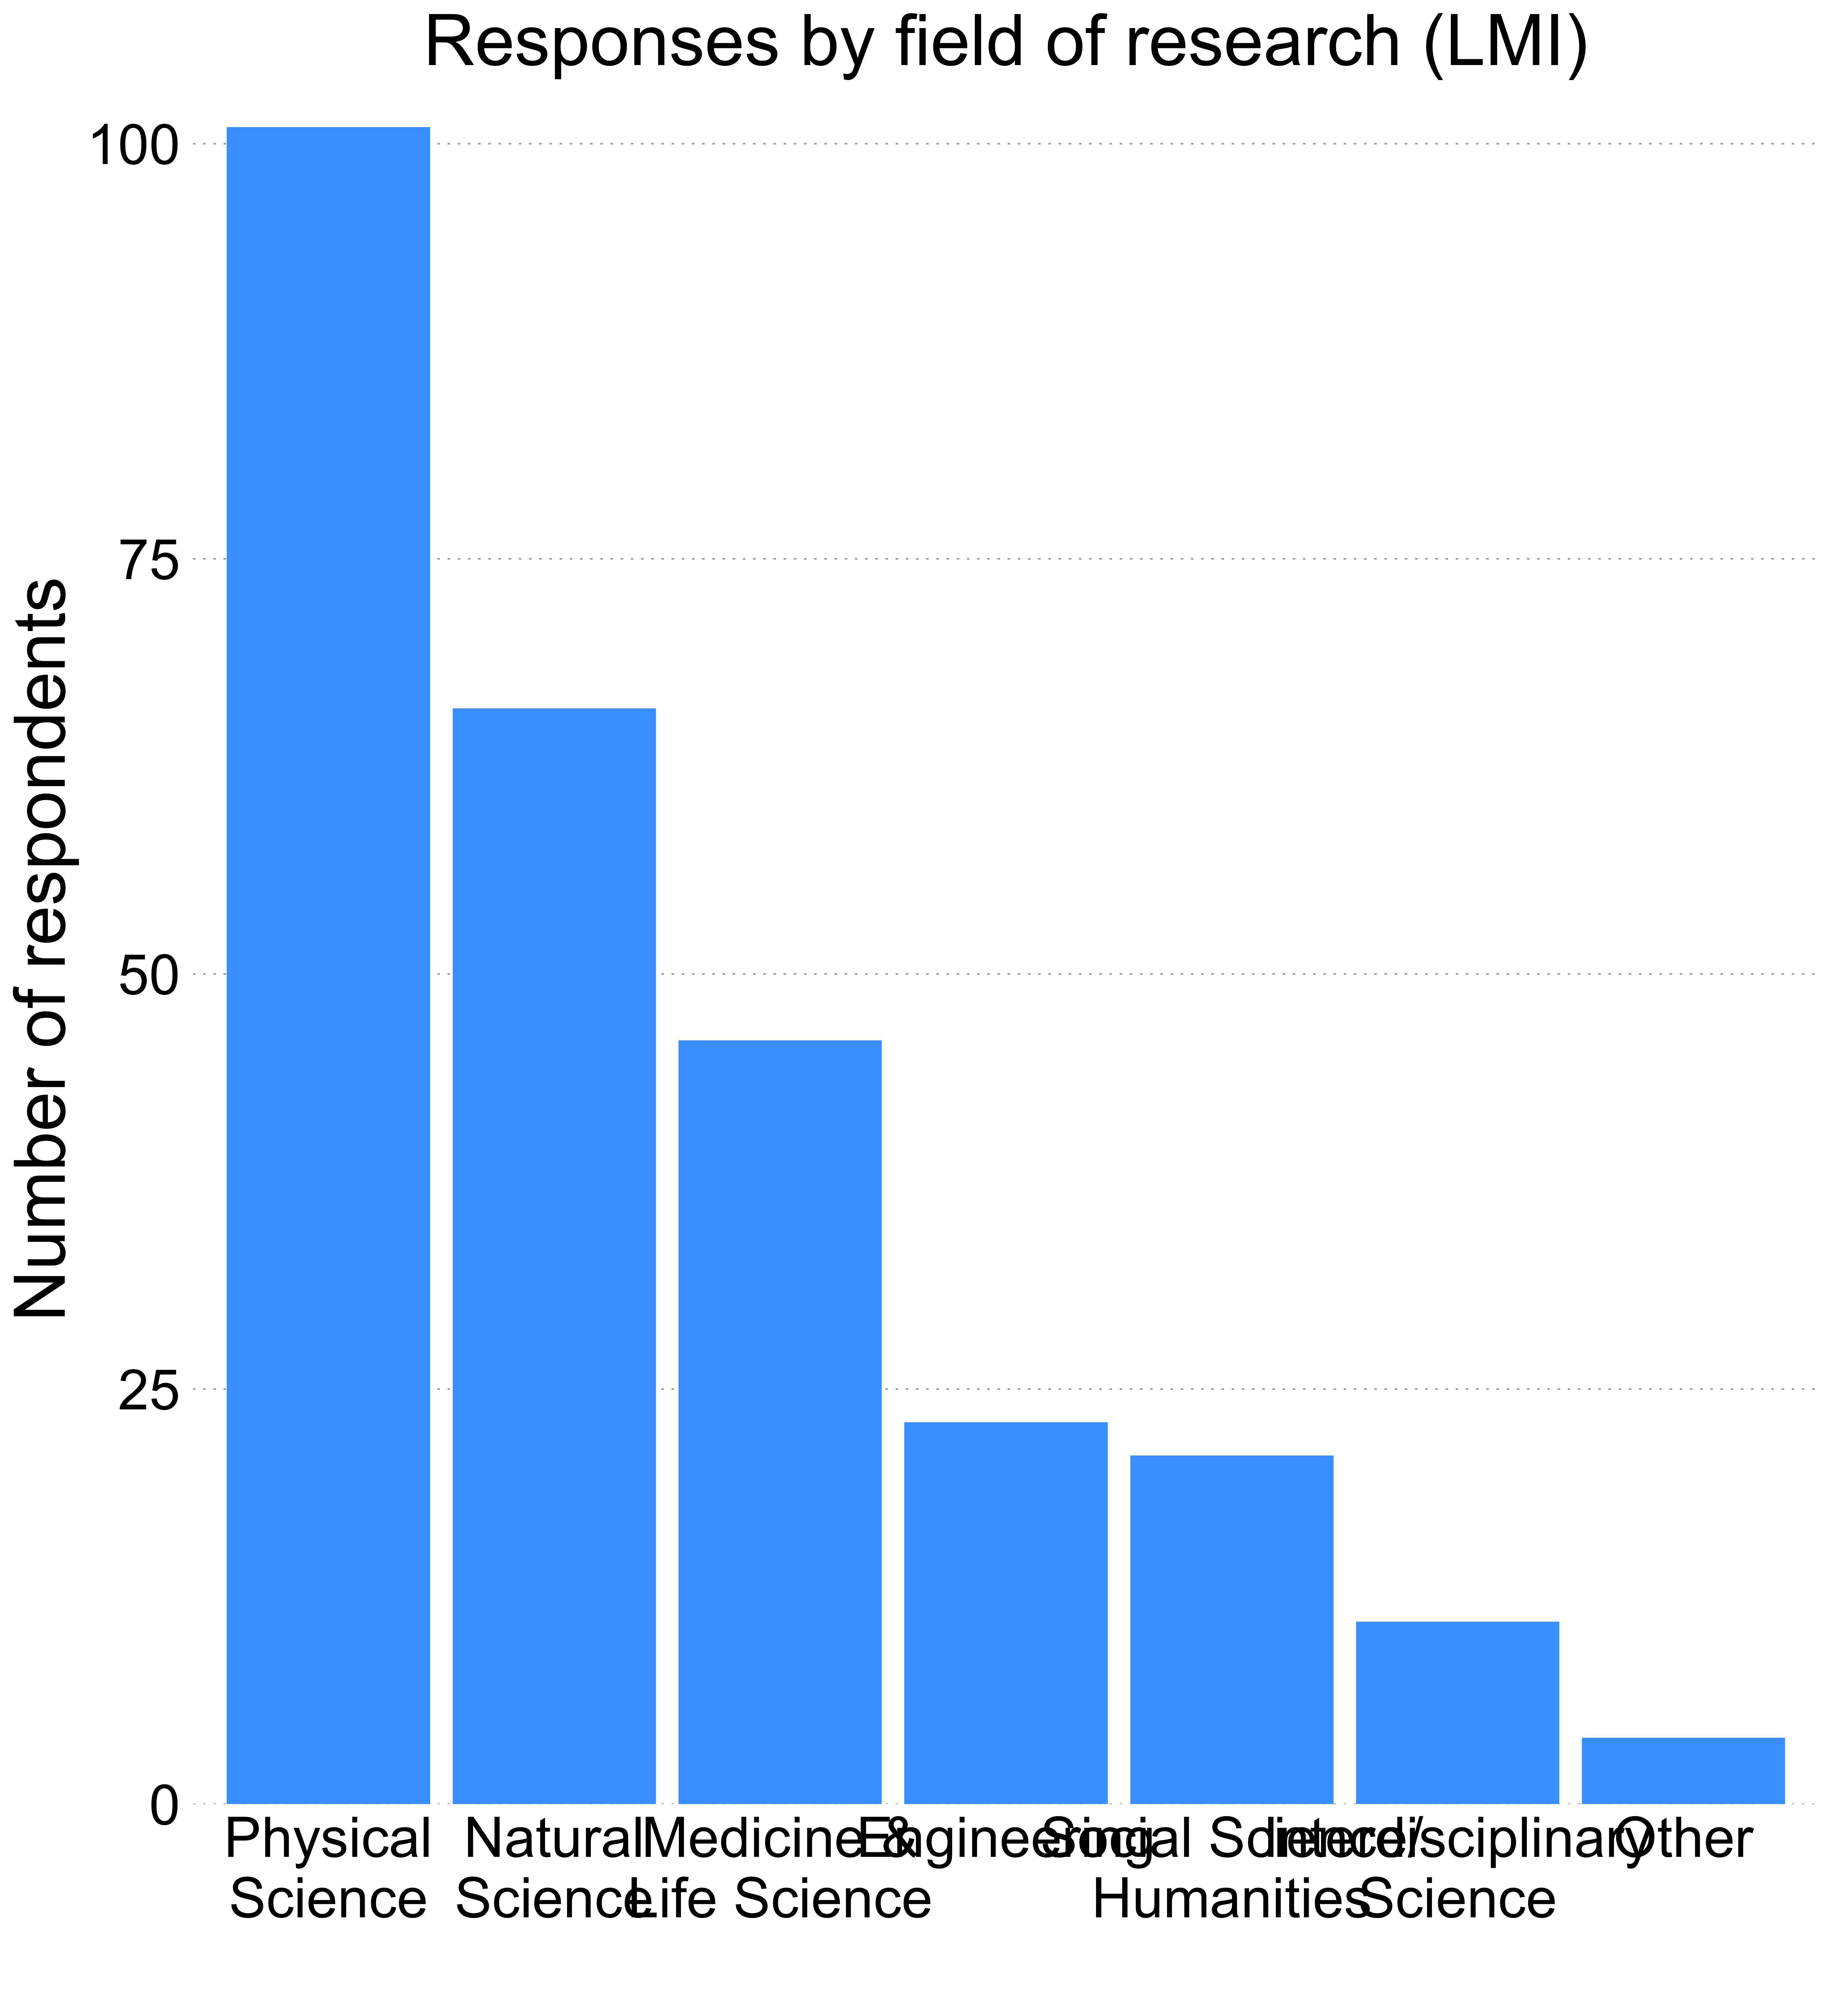 Responses by field of research (LMI)
Number of respondents
100
75
50
25
0
Physical
Science
Natural
Science
Medicine &
Life Science
Engineering
Social Science/
Humanities
Interdisciplinary
Science
Other